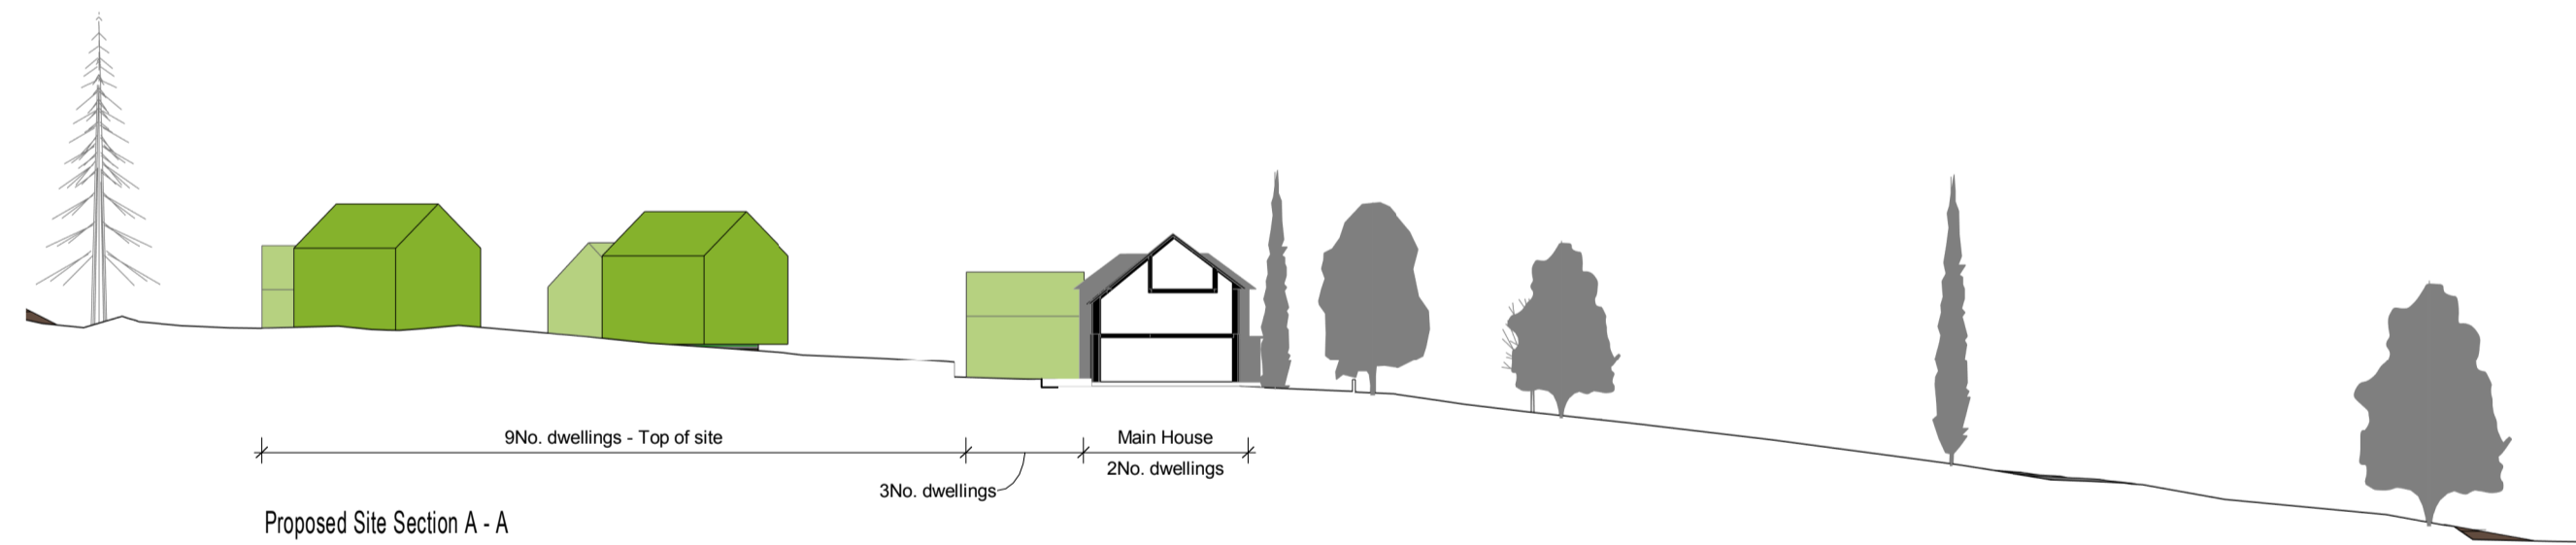 9No. dwellings - Top of site
Main House
2No. dwellings
3No. dwellings
Proposed Site Section A - A